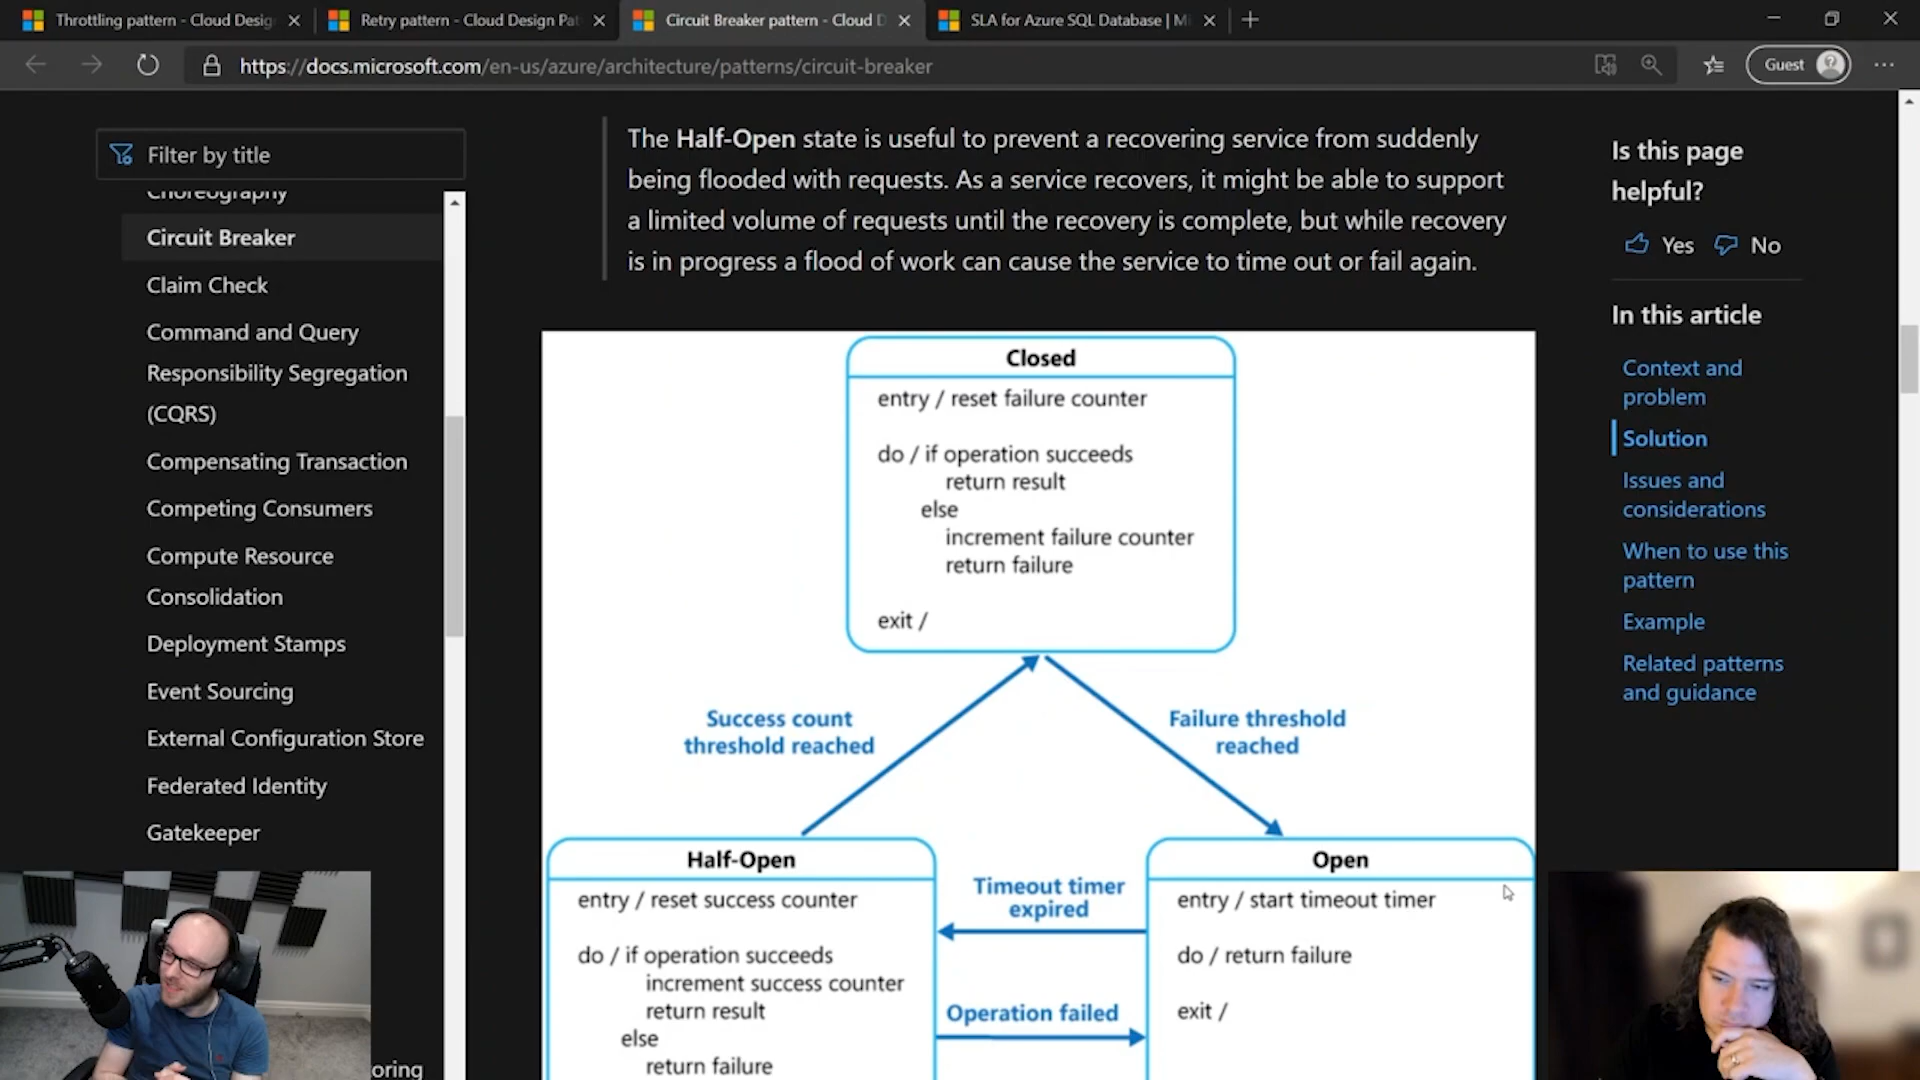 Throttling pattern - Cloud Desig
Retry pattern - Cloud Design Pat
Circuit Breaker pattern - Cloud D
SLA for Azure SQL Database | Mi
https://docs.microsoft.com/en-us/azure/architecture/patterns/circuit-breaker
Guest
Filter by title
Choreography
Circuit Breaker
Claim Check
Command and Query
Responsibility Segregation
(CQRS)
Compensating Transaction
Competing Consumers
Compute Resource
Consolidation
Deployment Stamps
Event Sourcing
External Configuration Store
Federated Identity
Gatekeeper
oring
The Half-Open state is useful to prevent a recovering service from suddenly
being flooded with requests. As a service recovers, it might be able to support
a limited volume of requests until the recovery is complete, but while recovery
is in progress a flood of work can cause the service to time out or fail again.
Closed
entry / reset failure counter
do / if operation succeeds
return result
else
increment failure counter
return failure
exit /
Success count
threshold reached
Failure threshold
reached
Half-Open
entry / reset success counter
do / if operation succeeds
increment success counter
return result
else
return failure
Timeout timer
expired
Operation failed
Open
entry / start timeout timer
do / return failure
exit /
Is this page
helpful?
Yes
No
In this article
Context and
problem
Solution
Issues and
considerations
When to use this
pattern
Example
Related patterns
and guidance